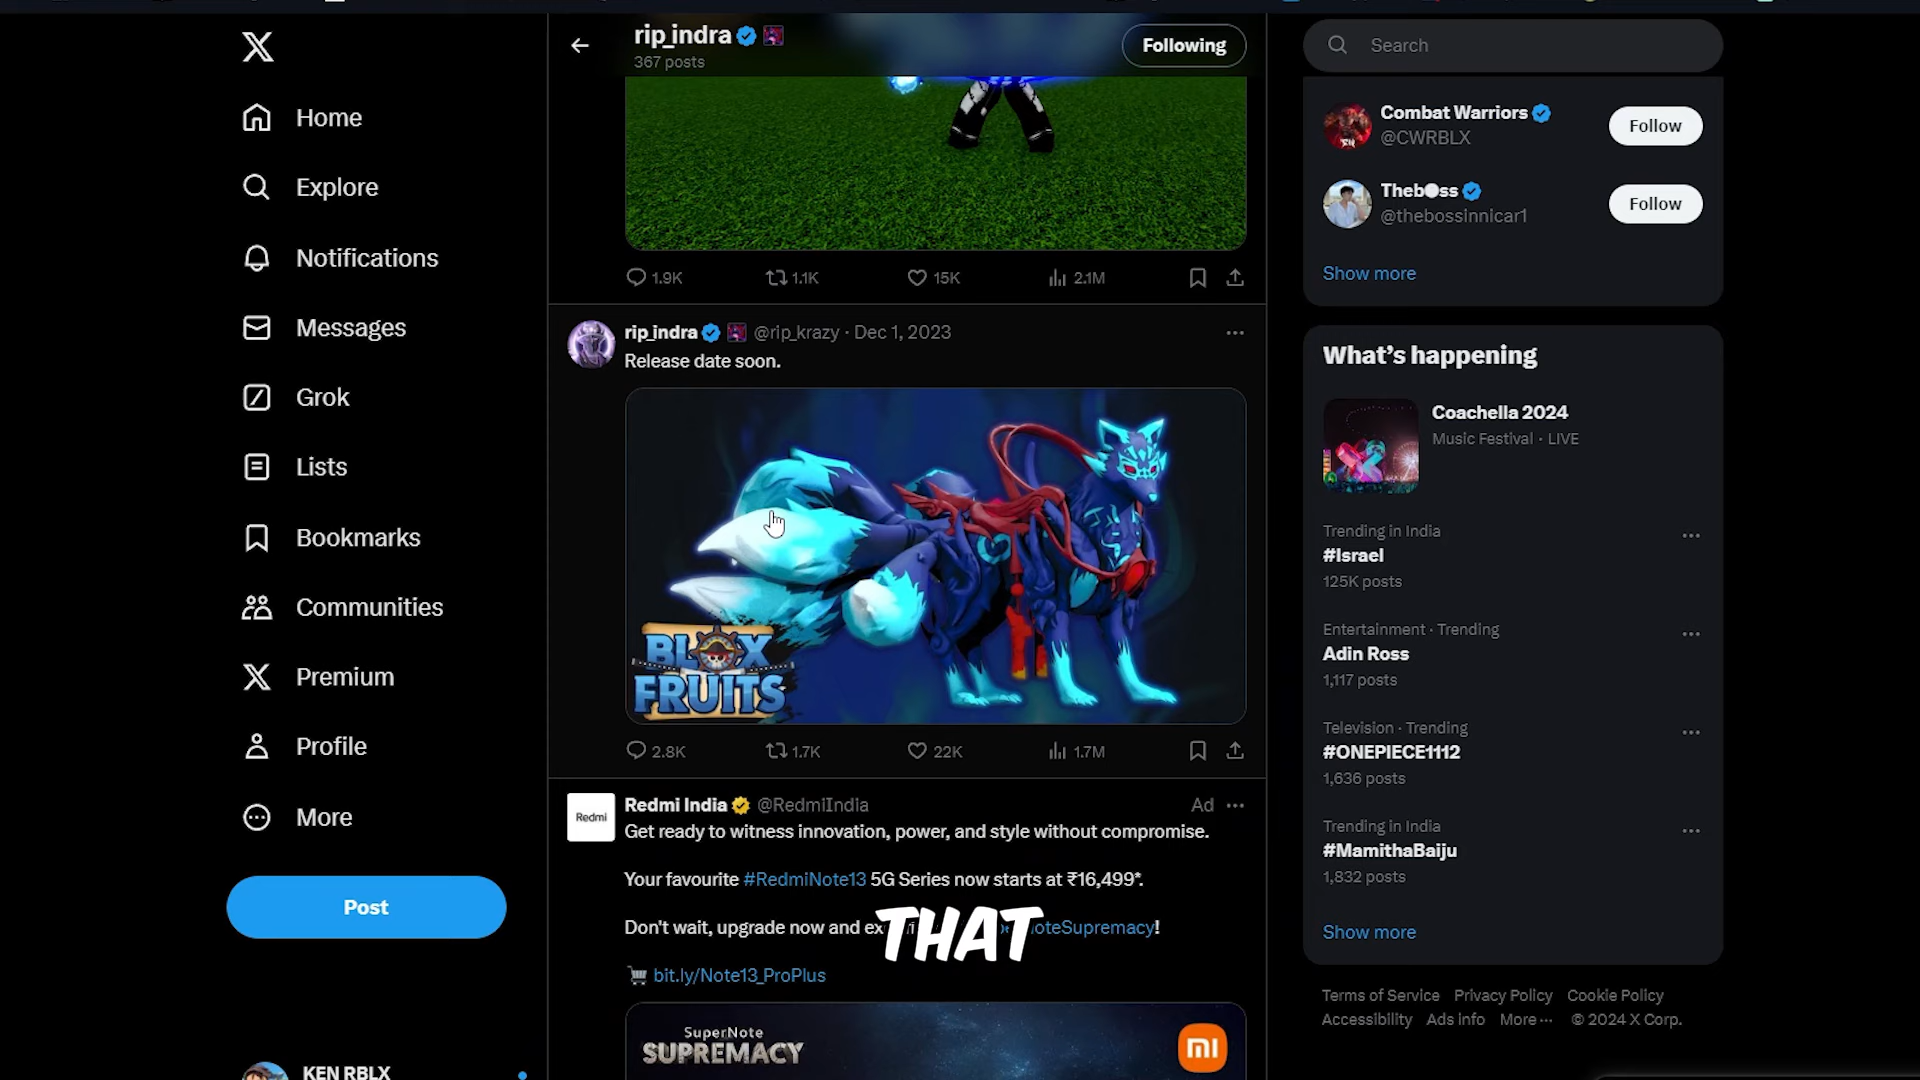 Home
Explore
Notifications
Messages
Grok
Lists
Bookmarks
Communities
Premium
Profile
More
Post
KEN RBLX
rip_indra
367 posts
Following
1.9K 1.1K 15K 2.1M
rip_indra @rip_krazy · Dec 1, 2023
Release date soon.
BLOX
FRUITS
2.8K 1.7K 22K 1.7M
Redmi India @RedmiIndia Ad
Get ready to witness innovation, power, and style without compromise.
Your favourite #RedmiNote13 5G Series now starts at ₹16,499*.
Don't wait, upgrade now and oteSupremacy!
THAT
bit.ly/Note13_ProPlus
SuperNote
SUPREMACY
Redmi
mi
Search
Combat Warriors
@CWRBLX
Follow
Theb ss
@thebossinnicar1
Follow
Show more
What's happening
Coachella 2024
Music Festival · LIVE
Trending in India
#Israel
125K posts
Entertainment · Trending
Adin Ross
1,117 posts
Television · Trending
#ONEPIECE1112
1,636 posts
Trending in India
#MamithaBaiju
1,832 posts
Show more
Terms of Service Privacy Policy Cookie Policy
Accessibility Ads info More ··· © 2024 X Corp.